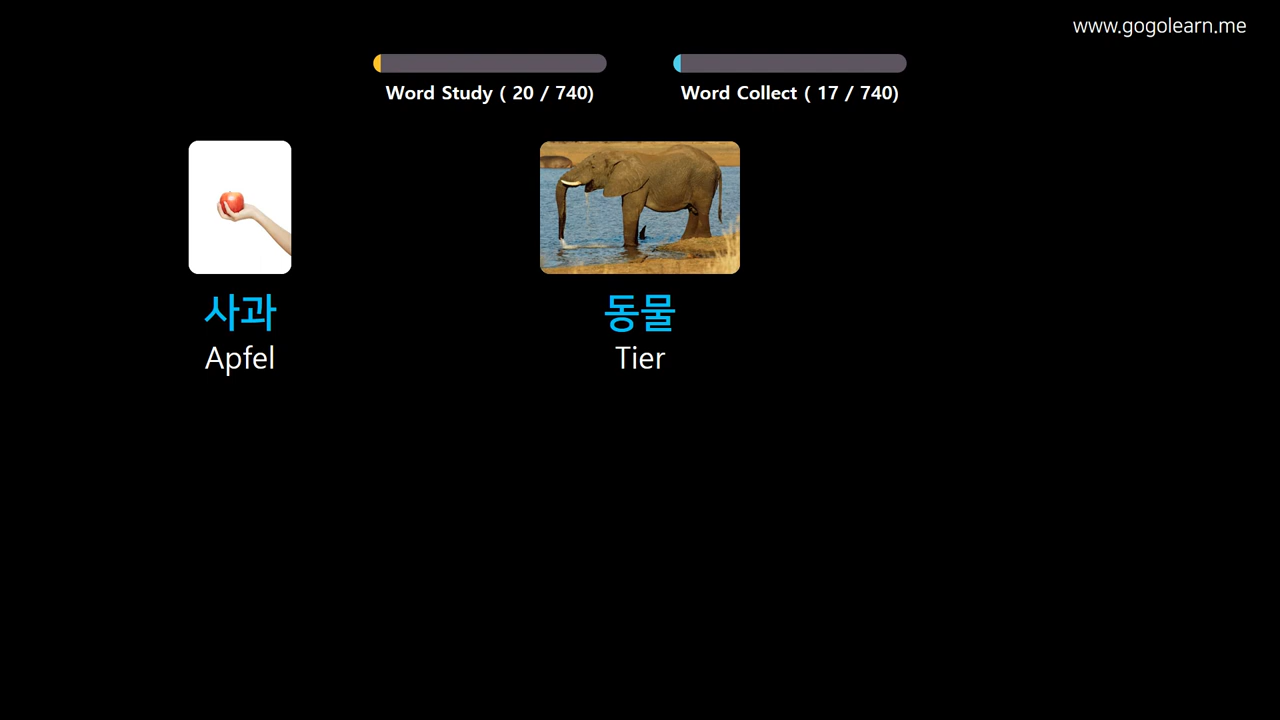 www.gogolearn.me
Word Study ( 20 / 740)
Word Collect ( 17 / 740)
사과
Apfel
동물
Tier